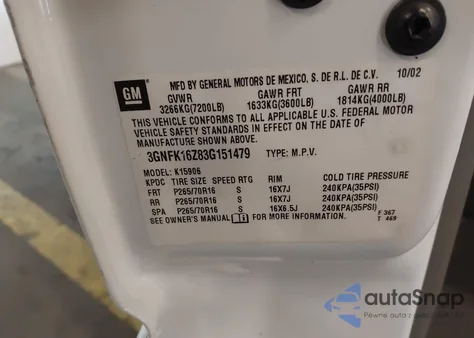 GM
MFD BY GENERAL MOTORS DE MEXICO, S. DE R.L. DE C.V. 10/02
GVWR GAWR FRT GAWR RR
3266KG(7200LB) 1633KG(3600LB) 1814KG(4000LB)
THIS VEHICLE CONFORMS TO ALL APPLICABLE U.S. FEDERAL MOTOR
VEHICLE SAFETY STANDARDS IN EFFECT ON THE DATE OF
MANUFACTURE SHOWN ABOVE.
3GNFK16Z83G151479 TYPE: M.P.V.
MODEL: K15906
KPDC TIRE SIZE SPEED RTG RIM COLD TIRE PRESSURE
FRT P265/70R16 S 16X7J 240KPA(35PSI)
RR P265/70R16 S 16X7J 240KPA(35PSI)
SPA P265/70R16 S 16X6.5J 240KPA(35PSI)
SEE OWNER'S MANUAL FOR MORE INFORMATION. F 367
T 469
autoSnap
Pewne auta z